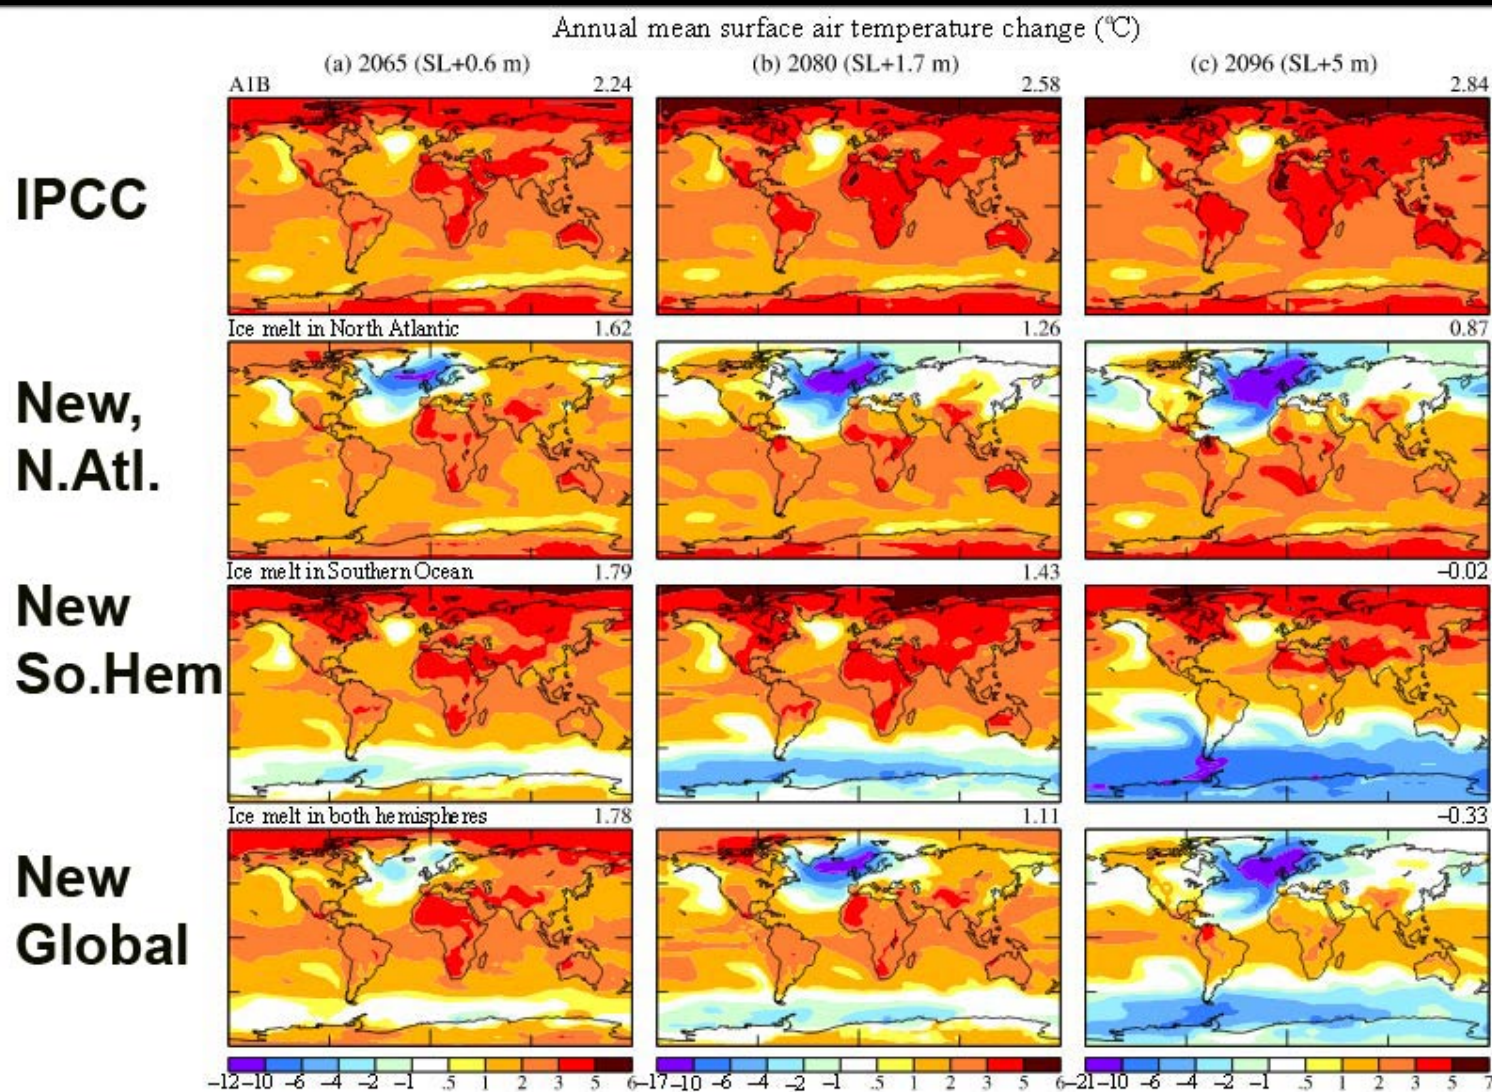 Annual mean surface air temperature change (℃)
(a) 2065 (SL+0.6 m) (b) 2080 (SL+1.7 m) (c) 2096 (SL+5 m)
A1B 2.24 2.58 2.84
IPCC
Ice melt in North Atlantic 1.62 1.26 0.87
New,
N.Atl.
Ice melt in Southern Ocean 1.79 1.43 −0.02
New
So.Hem
Ice melt in both hemispheres 1.78 1.11 −0.33
New
Global
−12 −10 −6 −4 −2 −1 .5 1 2 3 5 6 −17 −10 −6 −4 −2 −1 .5 1 2 3 5 6 −21 −10 −6 −4 −2 −1 .5 1 2 3 5 7